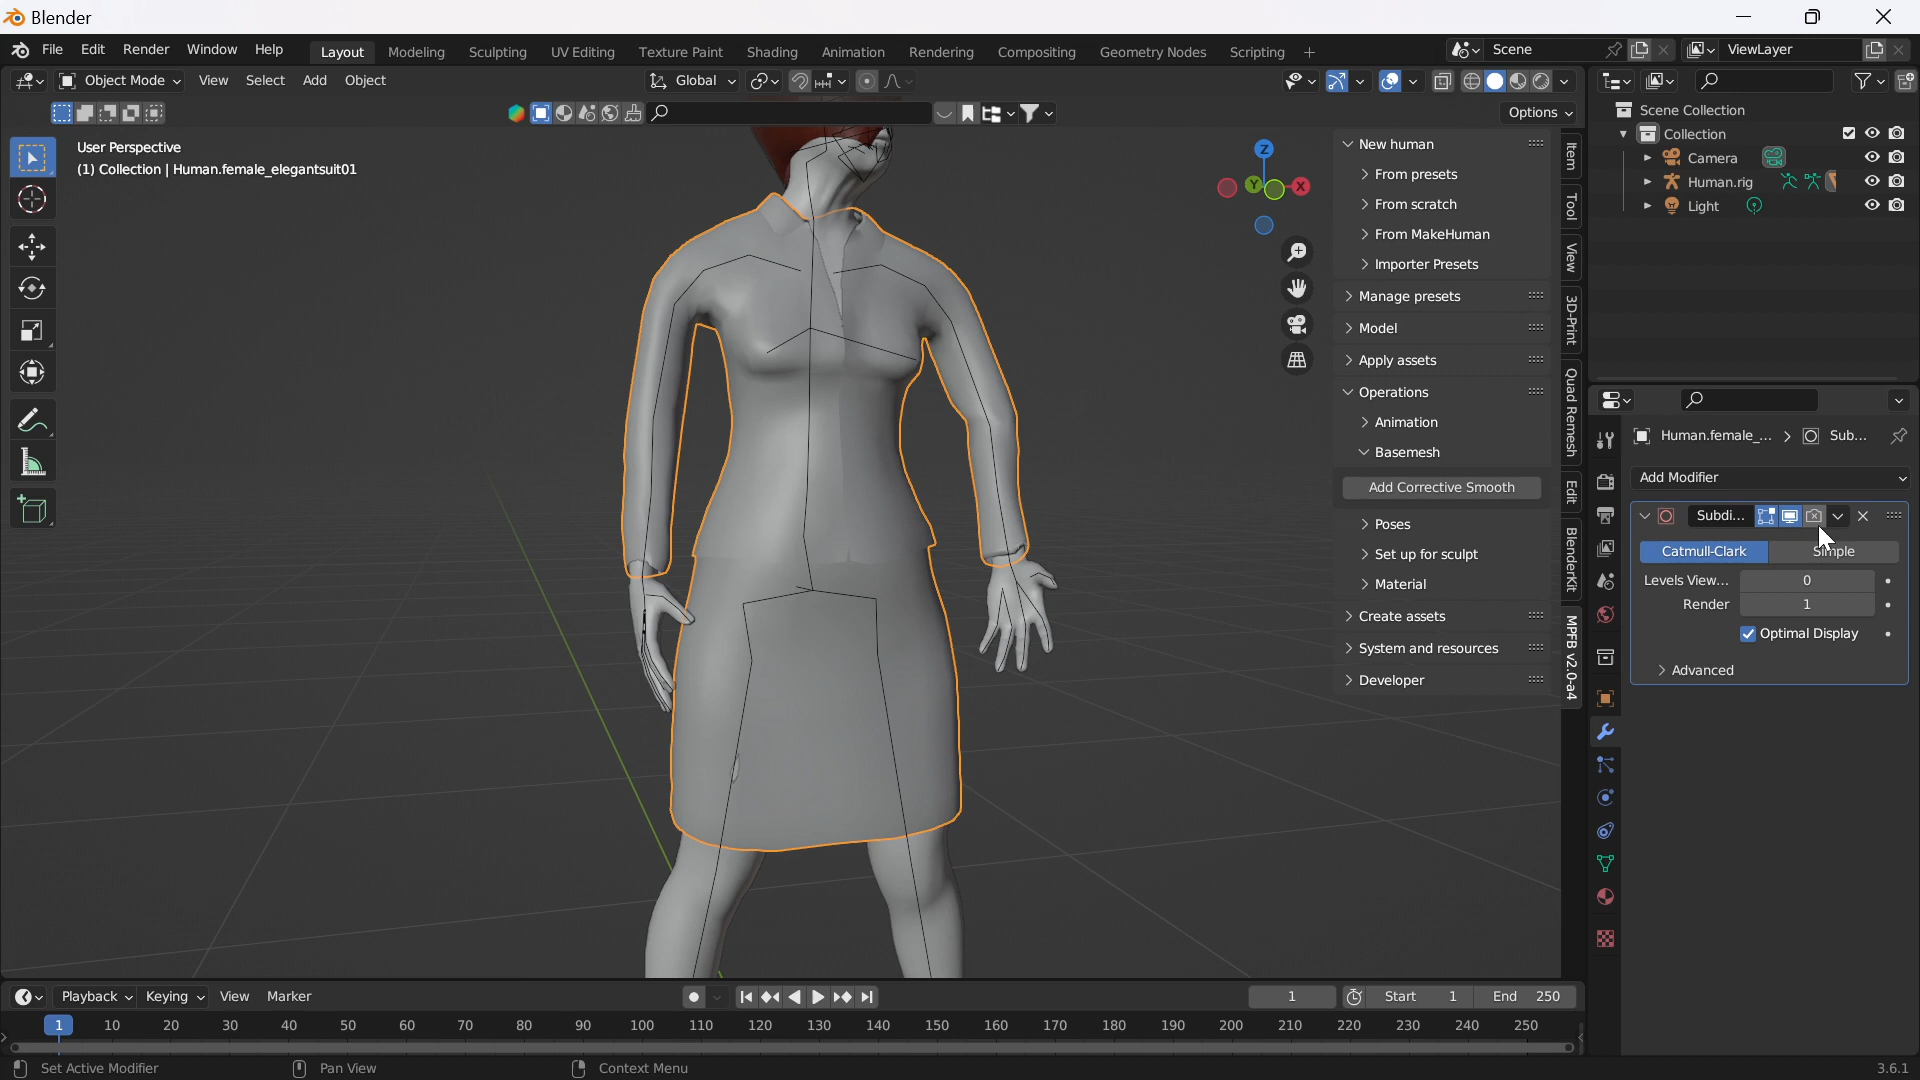 Blender
File Edit Render Window Help Layout Modeling Sculpting UV Editing Texture Paint Shading Animation Rendering Compositing Geometry Nodes Scripting + Scene ViewLayer
Object Mode View Select Add Object Global
Options
User Perspective
(1) Collection | Human.female_elegantsuit01
Z
Y
X
New human
From presets
From scratch
From MakeHuman
Importer Presets
Manage presets
Model
Apply assets
Operations
Animation
Basemesh
Add Corrective Smooth
Poses
Set up for sculpt
Material
Create assets
System and resources
Developer
Item
Tool
View
3D-Print
Quad Remesh
Edit
BlenderKit
MPFB v2.0-a4
Scene Collection
Collection
Camera
Human.rig
Light
Human.female_... Sub...
Add Modifier
Subdi...
Catmull-Clark Simple
Levels View... 0
Render 1
Optimal Display
Advanced
Playback Keying View Marker 1 Start 1 End 250
1 10 20 30 40 50 60 70 80 90 100 110 120 130 140 150 160 170 180 190 200 210 220 230 240 250
Set Active Modifier Pan View Context Menu 3.6.1